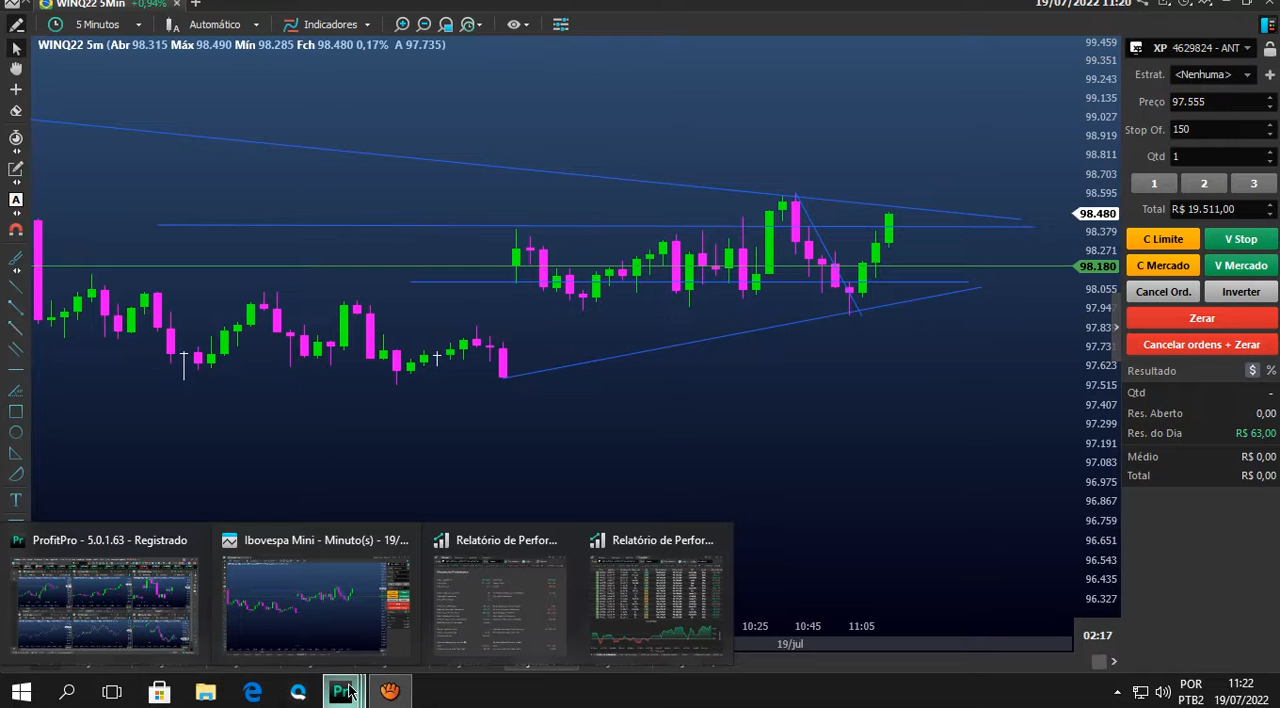 WINQ22 5Min +0,94%
19/07/2022 11:20
5 Minutos
Automático
Indicadores
WINQ22 5m (Abr 98.315 Máx 98.490 Mín 98.285 Fch 98.480 0,17% A 97.735)
99.459
99.351
99.243
99.135
99.027
98.919
98.811
98.703
98.595
98.480
98.379
98.271
98.180
98.055
97.947
97.83
97.731
97.623
97.515
97.407
97.299
97.191
97.083
96.975
96.867
96.759
96.651
96.543
96.435
96.327
XP 4629824 - ANT
Estrat. <Nenhuma>
Preço 97.555
Stop Of. 150
Qtd 1
1 2 3
Total R$ 19.511,00
C Limite V Stop
C Mercado V Mercado
Cancel Ord. Inverter
Zerar
Cancelar ordens + Zerar
Resultado $ %
Qtd -
Res. Aberto 0,00
Res. do Dia R$ 63,00
Médio R$ 0,00
Total R$ 0,00
A
T
Pr ProfitPro - 5.0.1.63 - Registrado
Ibovespa Mini - Minuto(s) - 19/...
Relatório de Perfor...
Relatório de Perfor...
10:25 10:45 11:05
19/jul
02:17
Pr
POR
PTB2
11:22
19/07/2022